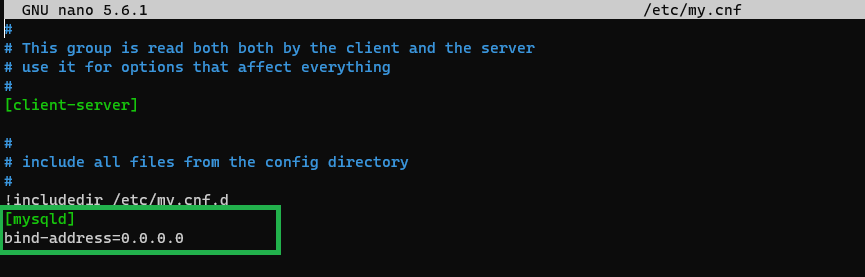 GNU nano 5.6.1 /etc/my.cnf
#
# This group is read both both by the client and the server
# use it for options that affect everything
#
[client-server]
#
# include all files from the config directory
#
!includedir /etc/my.cnf.d
[mysqld]
bind-address=0.0.0.0